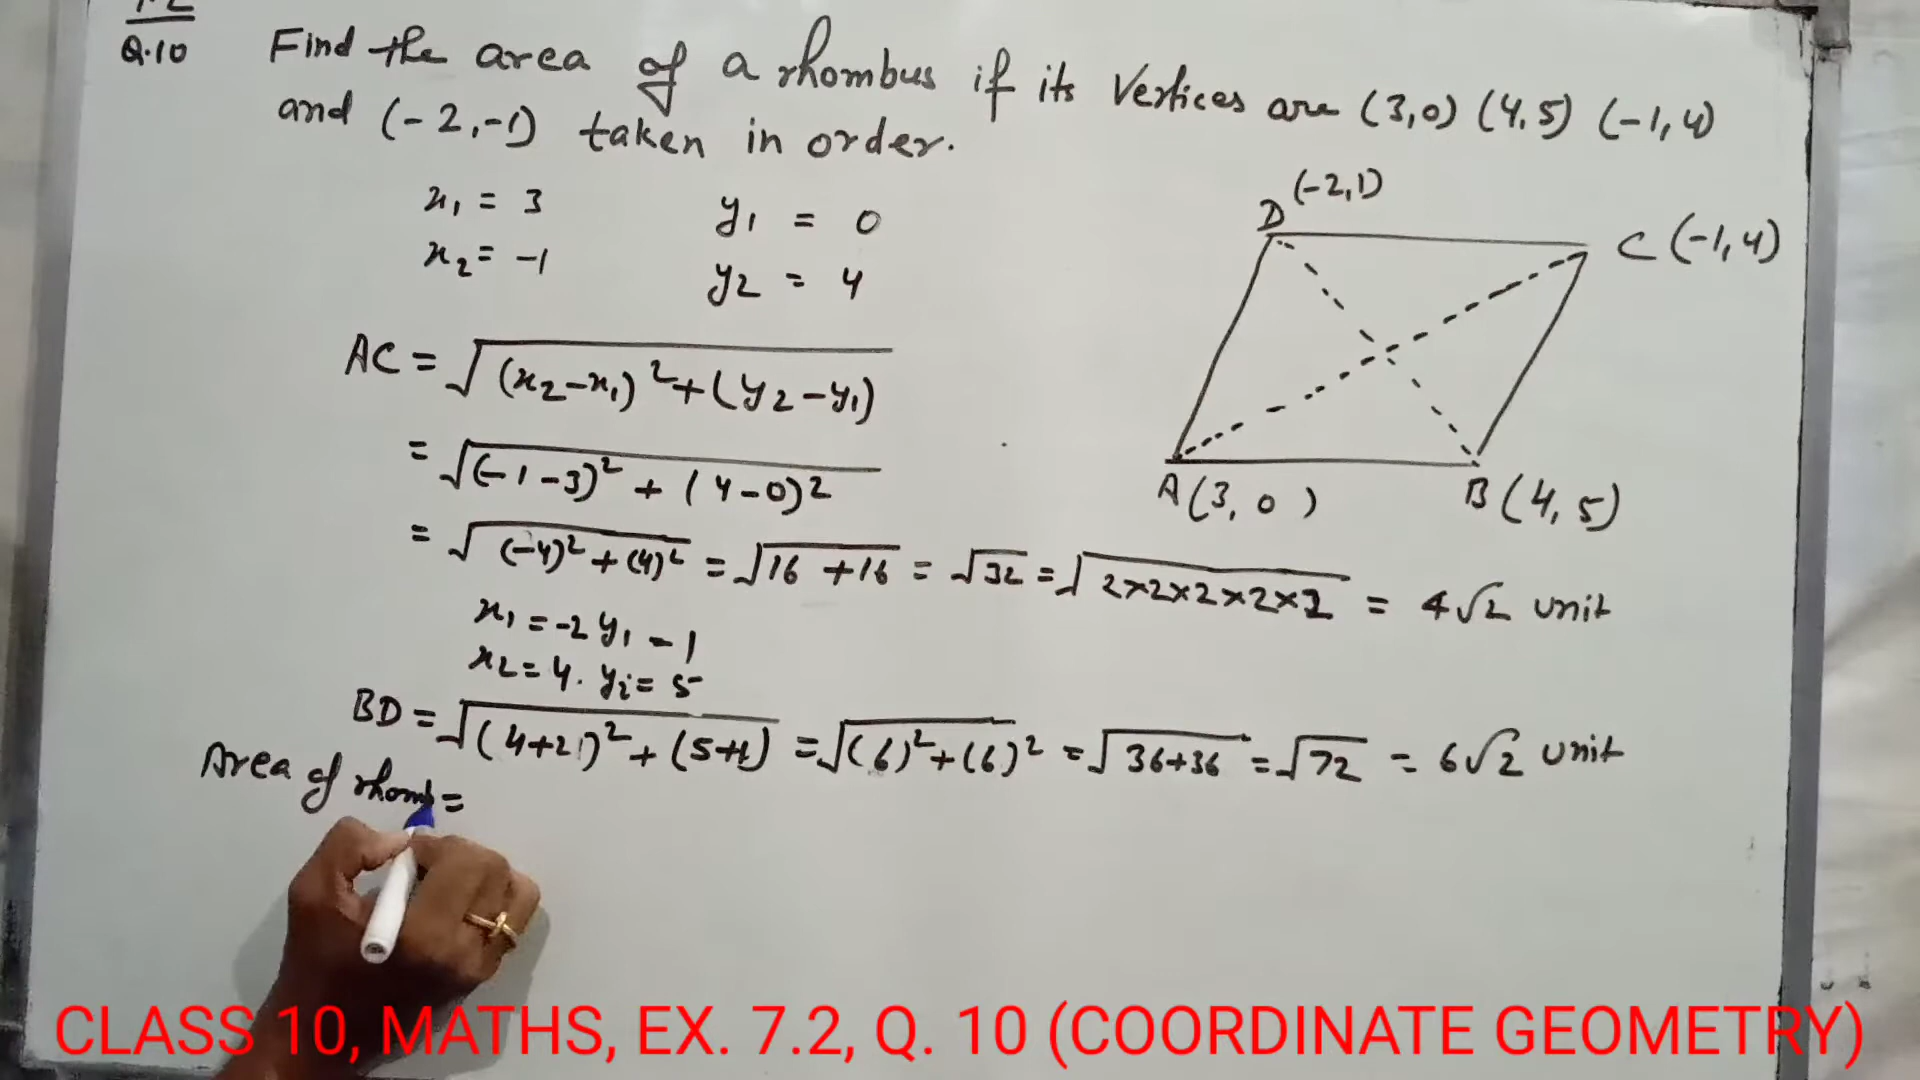 7.2
Q.10 Find the area of a rhombus if its vertices are (3,0) (4,5) (-1,4)
and (-2,-1) taken in order.
x₁ = 3 y₁ = 0
x₂ = -1 y₂ = 4
D (-2,1)
C (-1,4)
A (3, 0 ) B (4, 5)
AC = √(x₂-x₁)² + (y₂-y₁)
= √(-1-3)² + (4-0)²
= √(-4)² + (4)² = √16 + 16 = √32 = √2×2×2×2×2 = 4√2 unit
x₁ = -2 y₁ - 1
x₂ = 4. y₂ = 5
BD = √(4+2)² + (5+1) = √(6)² + (6)² = √36+36 = √72 = 6√2 unit
Area of rhomb =
CLASS 10, MATHS, EX. 7.2, Q. 10 (COORDINATE GEOMETRY)